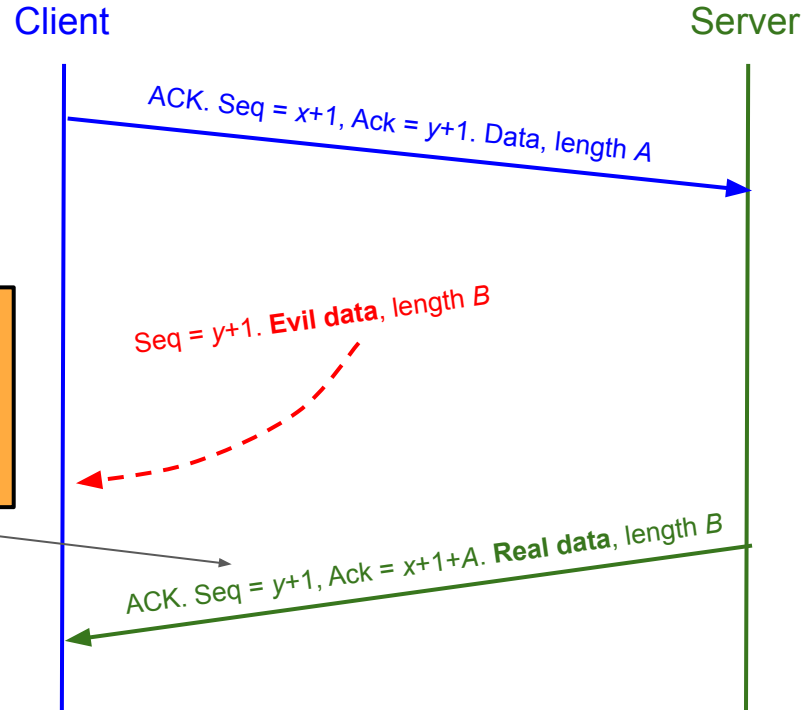 Client
Server
ACK. Seq = x+1, Ack = y+1. Data, length A
Seq = y+1. Evil data, length B
ACK. Seq = y+1, Ack = x+1+A. Real data, length B